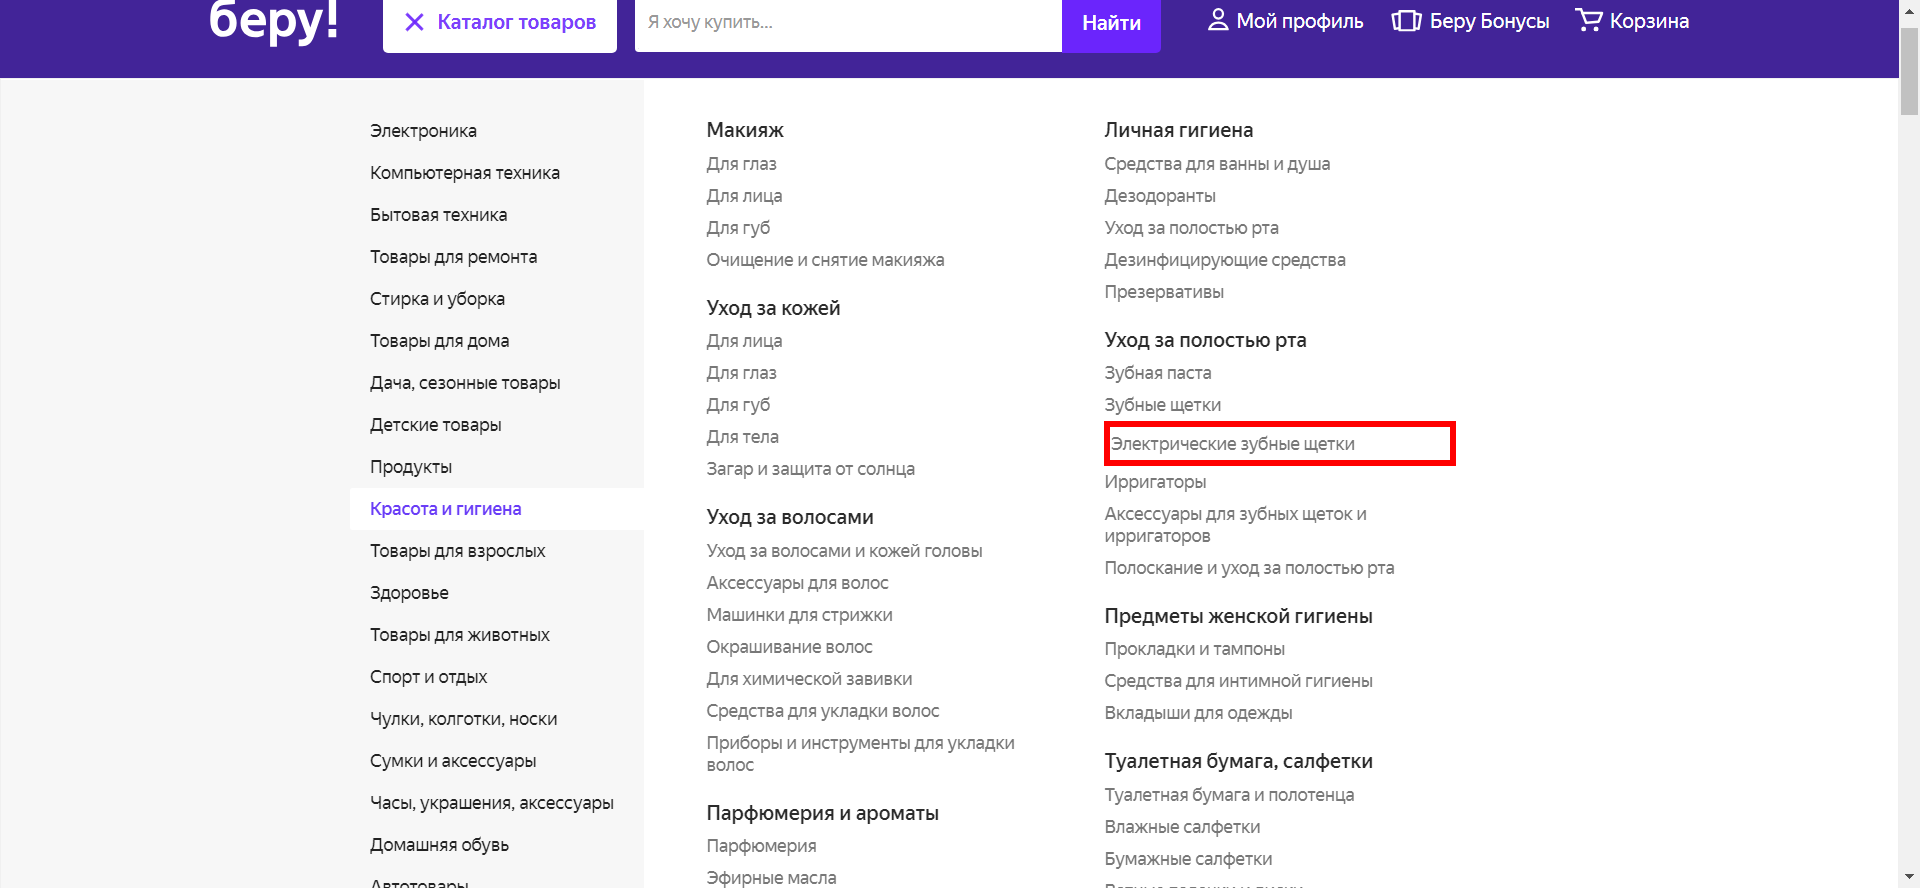 беру!
Каталог товаров
Я хочу купить...
Найти
Мой профиль
Беру Бонусы
Корзина
Электроника
Компьютерная техника
Бытовая техника
Товары для ремонта
Стирка и уборка
Товары для дома
Дача, сезонные товары
Детские товары
Продукты
Красота и гигиена
Товары для взрослых
Здоровье
Товары для животных
Спорт и отдых
Чулки, колготки, носки
Сумки и аксессуары
Часы, украшения, аксессуары
Домашняя обувь
Автотовары
Макияж
Для глаз
Для лица
Для губ
Очищение и снятие макияжа
Уход за кожей
Для лица
Для глаз
Для губ
Для тела
Загар и защита от солнца
Уход за волосами
Уход за волосами и кожей головы
Аксессуары для волос
Машинки для стрижки
Окрашивание волос
Для химической завивки
Средства для укладки волос
Приборы и инструменты для укладки
волос
Парфюмерия и ароматы
Парфюмерия
Эфирные масла
Личная гигиена
Средства для ванны и душа
Дезодоранты
Уход за полостью рта
Дезинфицирующие средства
Презервативы
Уход за полостью рта
Зубная паста
Зубные щетки
Электрические зубные щетки
Ирригаторы
Аксессуары для зубных щеток и
ирригаторов
Полоскание и уход за полостью рта
Предметы женской гигиены
Прокладки и тампоны
Средства для интимной гигиены
Вкладыши для одежды
Туалетная бумага, салфетки
Туалетная бумага и полотенца
Влажные салфетки
Бумажные салфетки